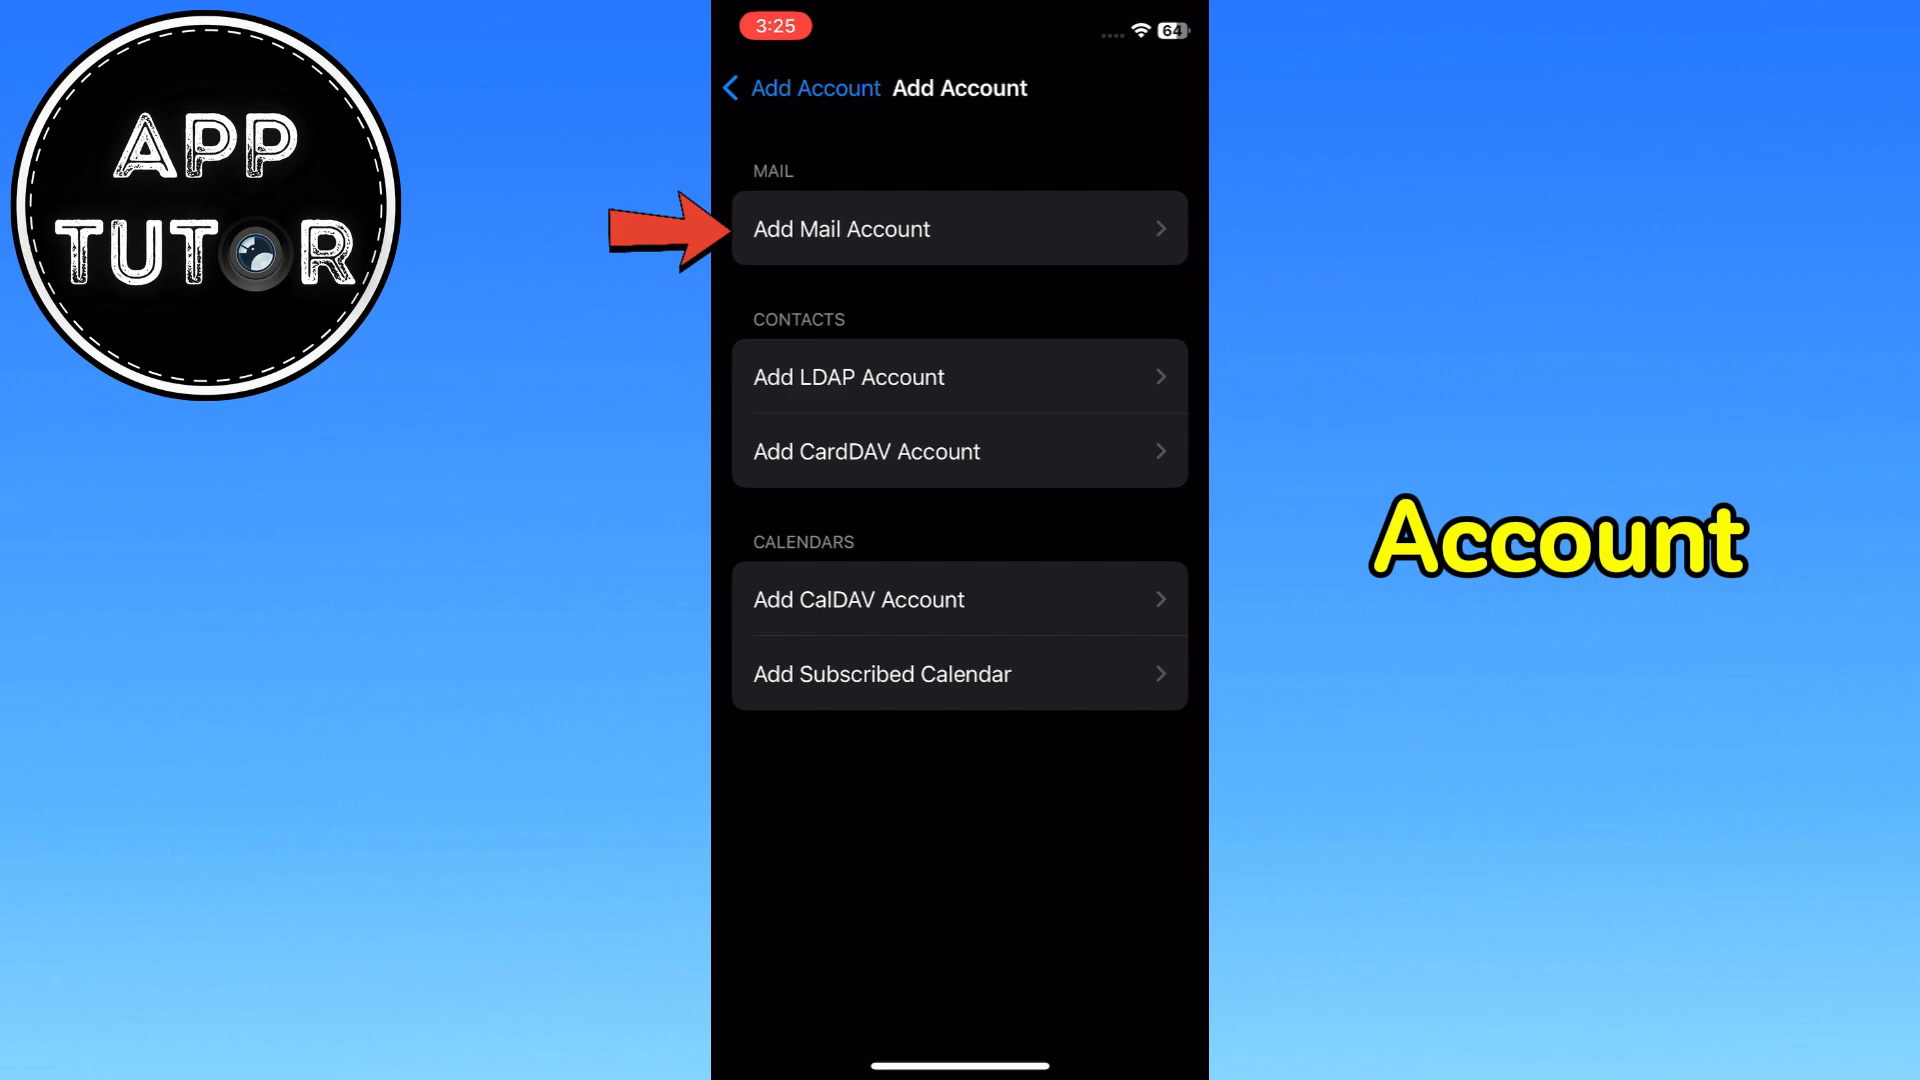 APP
TUTOR
3:25
64
Add Account Add Account
MAIL
Add Mail Account
CONTACTS
Add LDAP Account
Add CardDAV Account
CALENDARS
Add CalDAV Account
Add Subscribed Calendar
Account